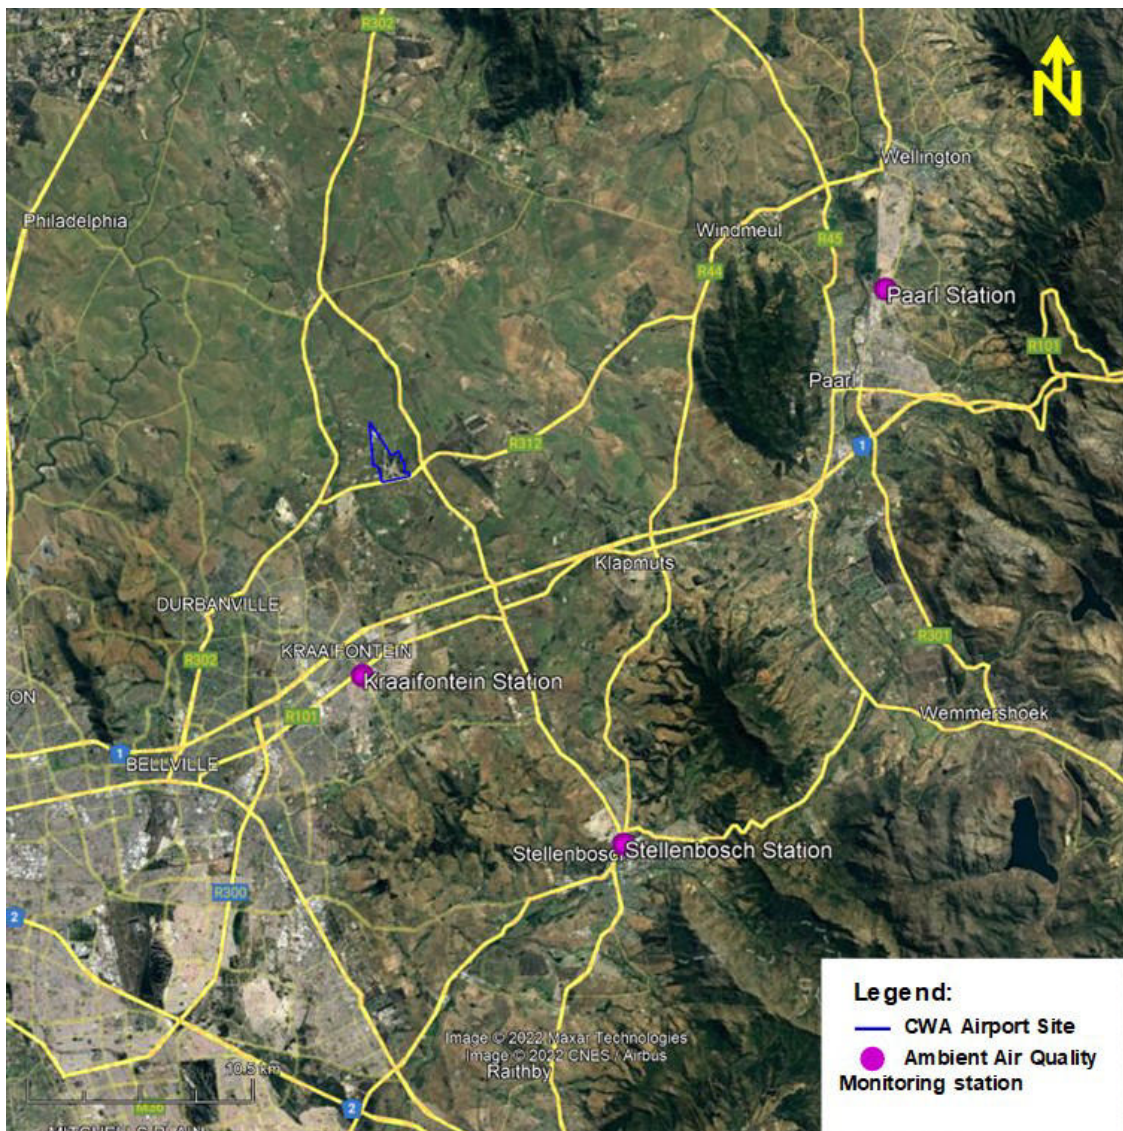 R302
N
Wellington
Philadelphia
Windmeul
R45
R44
Paarl Station
R101
Paarl
R312
1
Klapmuts
DURBANVILLE
KRAAIFONTEIN
R302
Kraaifontein Station
R301
R101
Wemmershoek
1
BELLVILLE
Stellenbosch Station
R300
2
Legend:
CWA Airport Site
Ambient Air Quality
Monitoring station
Image © 2022 Maxar Technologies
Image © 2022 CNES / Airbus
Raithby
10.5 km
2